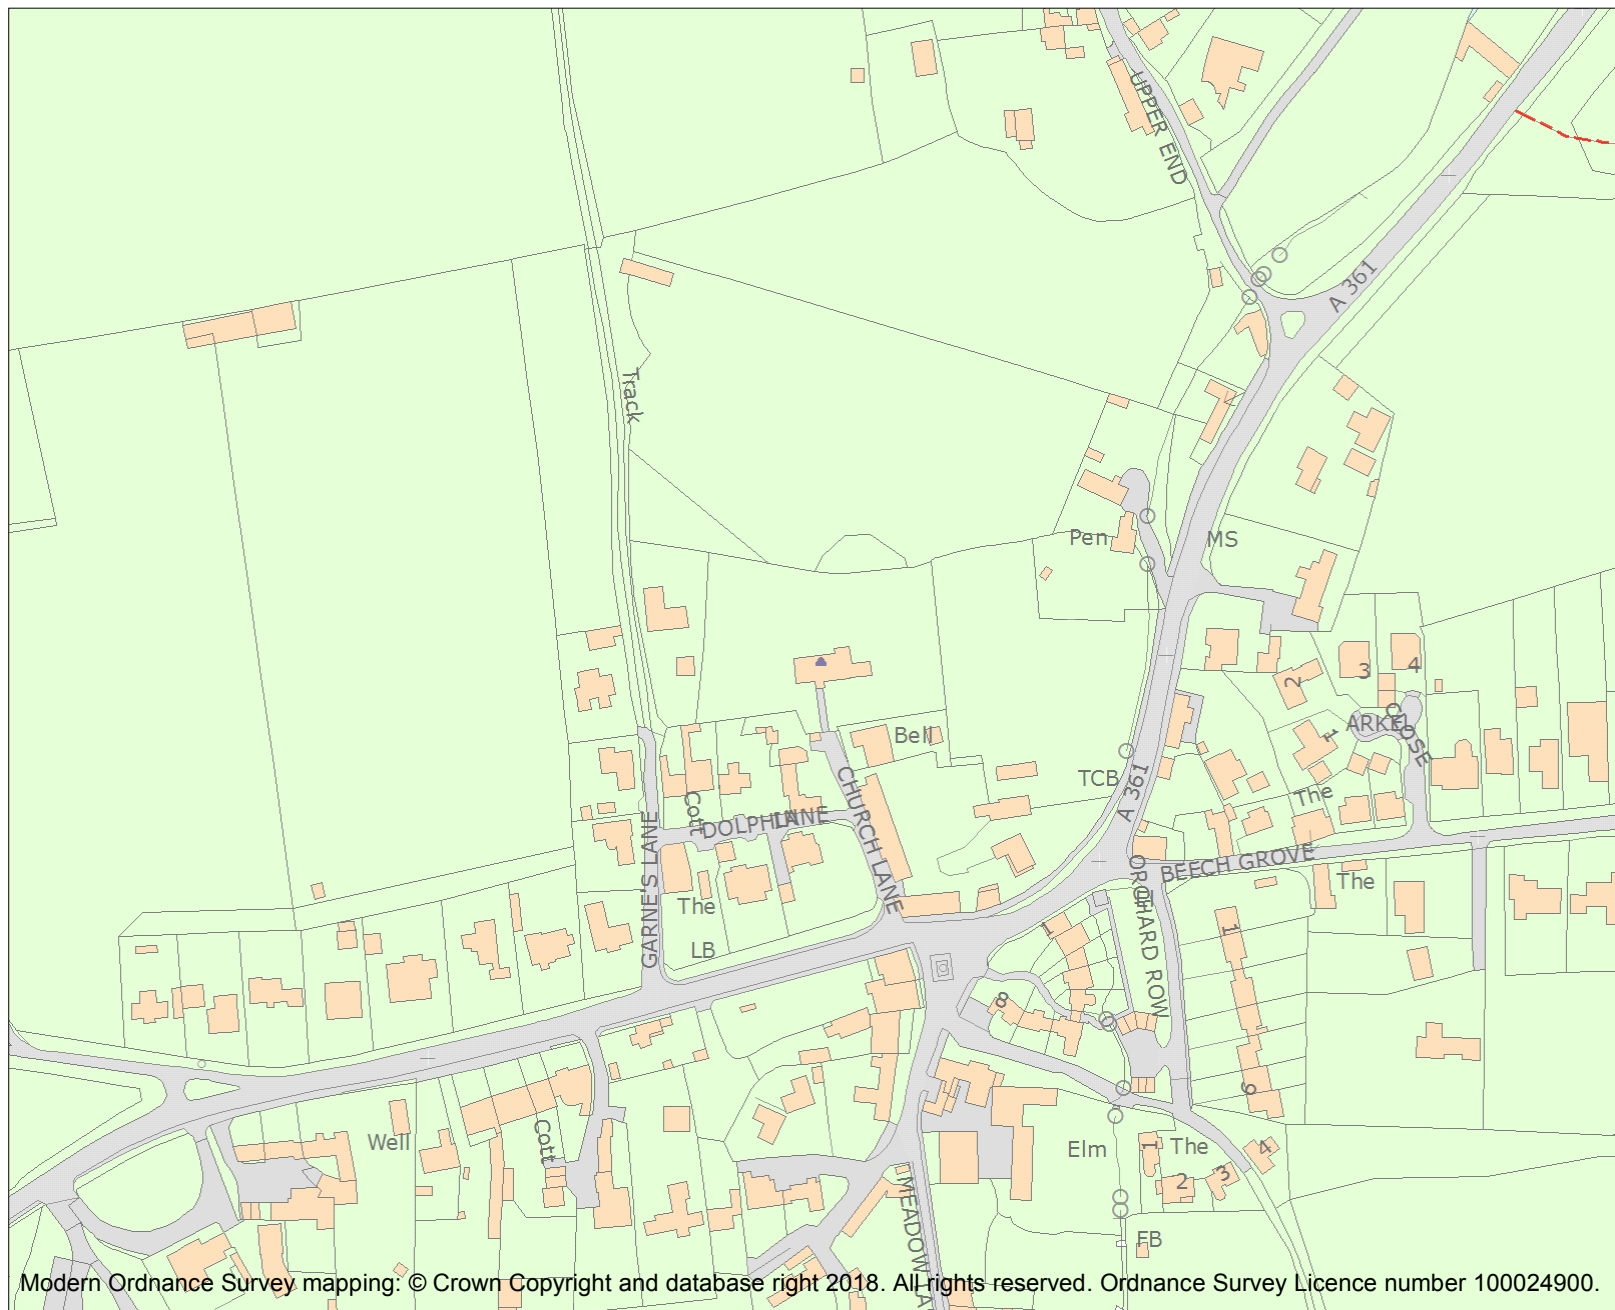 UPPER END
A 361
Track
Pen
MS
3
4
2
Bell
ARKEL
CLOSE
1
TCB
A 361
The
Cott
DOLPHIN
LANE
CHURCH LANE
GARNE'S LANE
BEECH GROVE
The
The
LB
ORCHARD ROW
1
1
8
9
Well
Cott
Elm
1
The
4
2
3
MEADOW LA
FB
Modern Ordnance Survey mapping: © Crown Copyright and database right 2018. All rights reserved. Ordnance Survey Licence number 100024900.